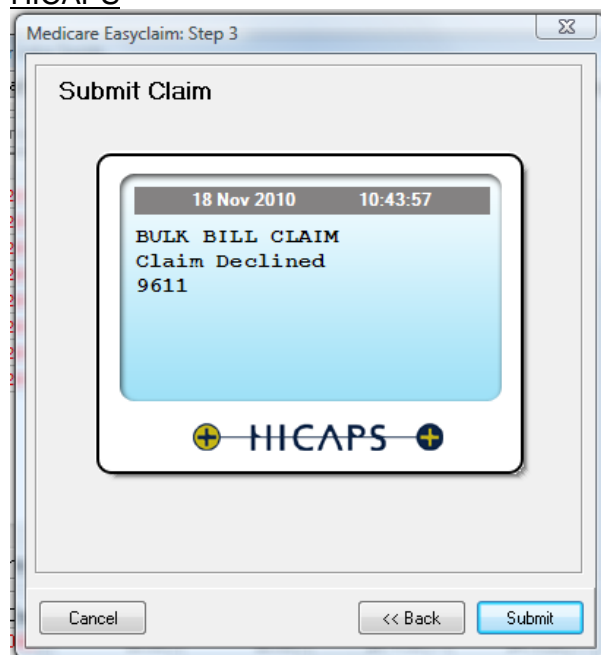 HICAPS
Medicare Easyclaim: Step 3
Submit Claim
18 Nov 2010 10:43:57
BULK BILL CLAIM
Claim Declined
9611
HICAPS
Cancel << Back Submit